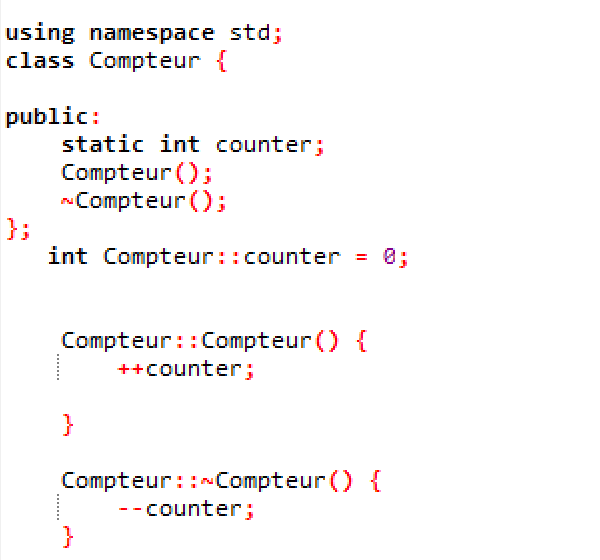 using namespace std;
class Compteur {
public:
static int counter;
Compteur();
~Compteur();
};
int Compteur::counter = 0;
Compteur::Compteur() {
++counter;
}
Compteur::~Compteur() {
--counter;
}